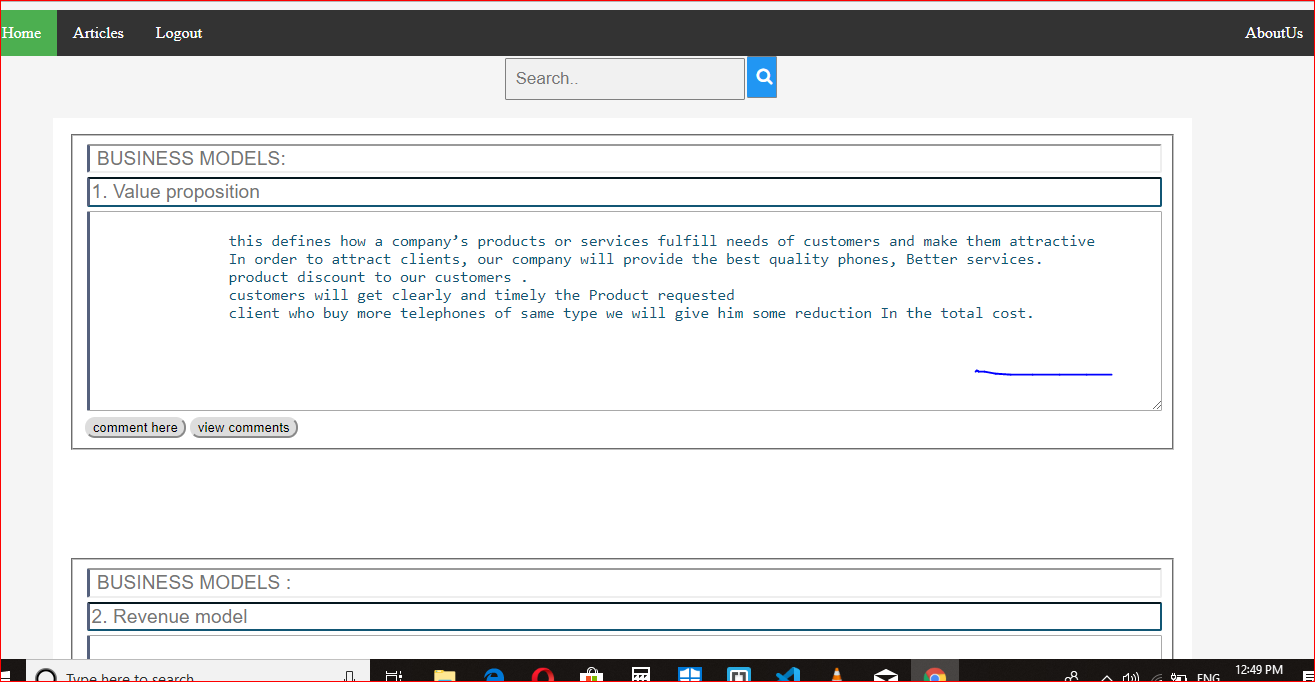 Home Articles Logout AboutUs
Search..
BUSINESS MODELS:
1. Value proposition
this defines how a company’s products or services fulfill needs of customers and make them attractive
In order to attract clients, our company will provide the best quality phones, Better services.
product discount to our customers .
customers will get clearly and timely the Product requested
client who buy more telephones of same type we will give him some reduction In the total cost.
comment here view comments
BUSINESS MODELS :
2. Revenue model
Type here to search
ENG
12:49 PM